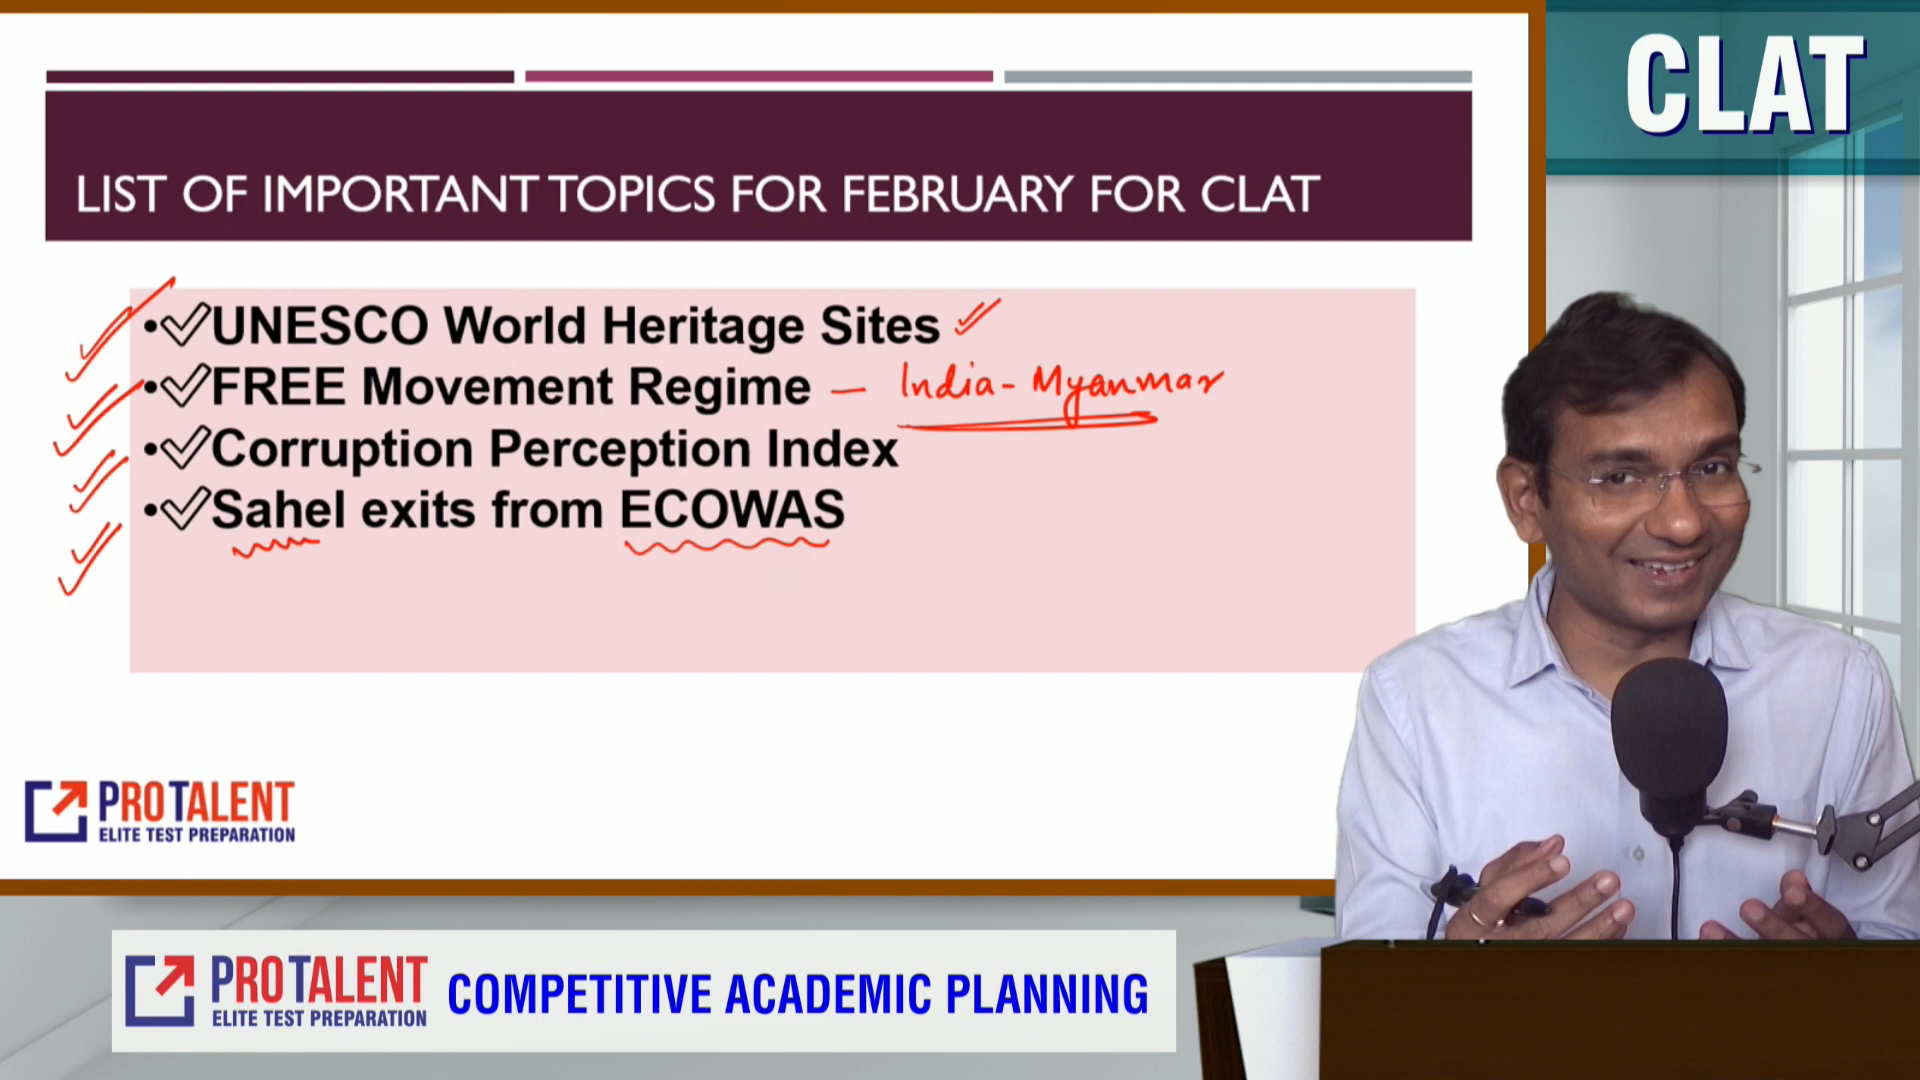 CLAT
LIST OF IMPORTANT TOPICS FOR FEBRUARY FOR CLAT
•✓UNESCO World Heritage Sites
•✓FREE Movement Regime — India - Myanmar
•✓Corruption Perception Index
•✓Sahel exits from ECOWAS
PROTALENT
ELITE TEST PREPARATION
PROTALENT
ELITE TEST PREPARATION
COMPETITIVE ACADEMIC PLANNING